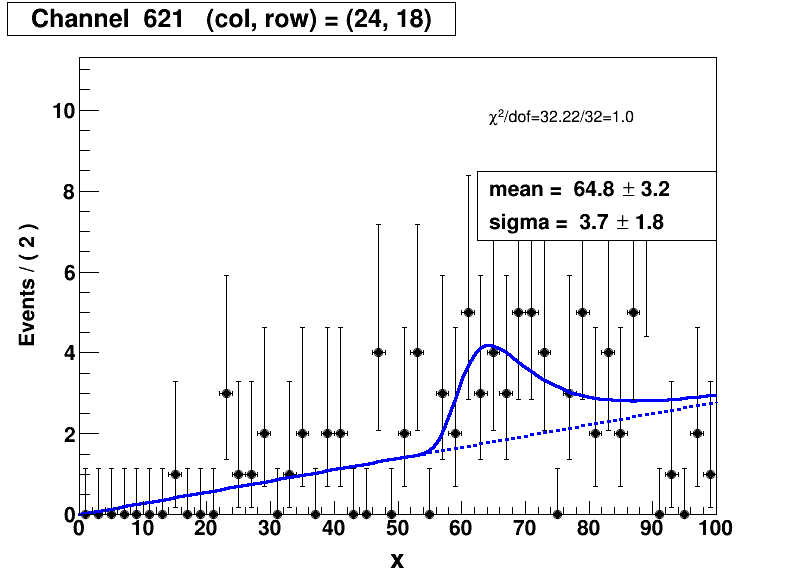 Channel 621 (col, row) = (24, 18)
χ²/dof=32.22/32=1.0
mean = 64.8 ± 3.2
sigma = 3.7 ± 1.8
Events / ( 2 )
10
8
6
4
2
0
0 10 20 30 40 50 60 70 80 90 100
x